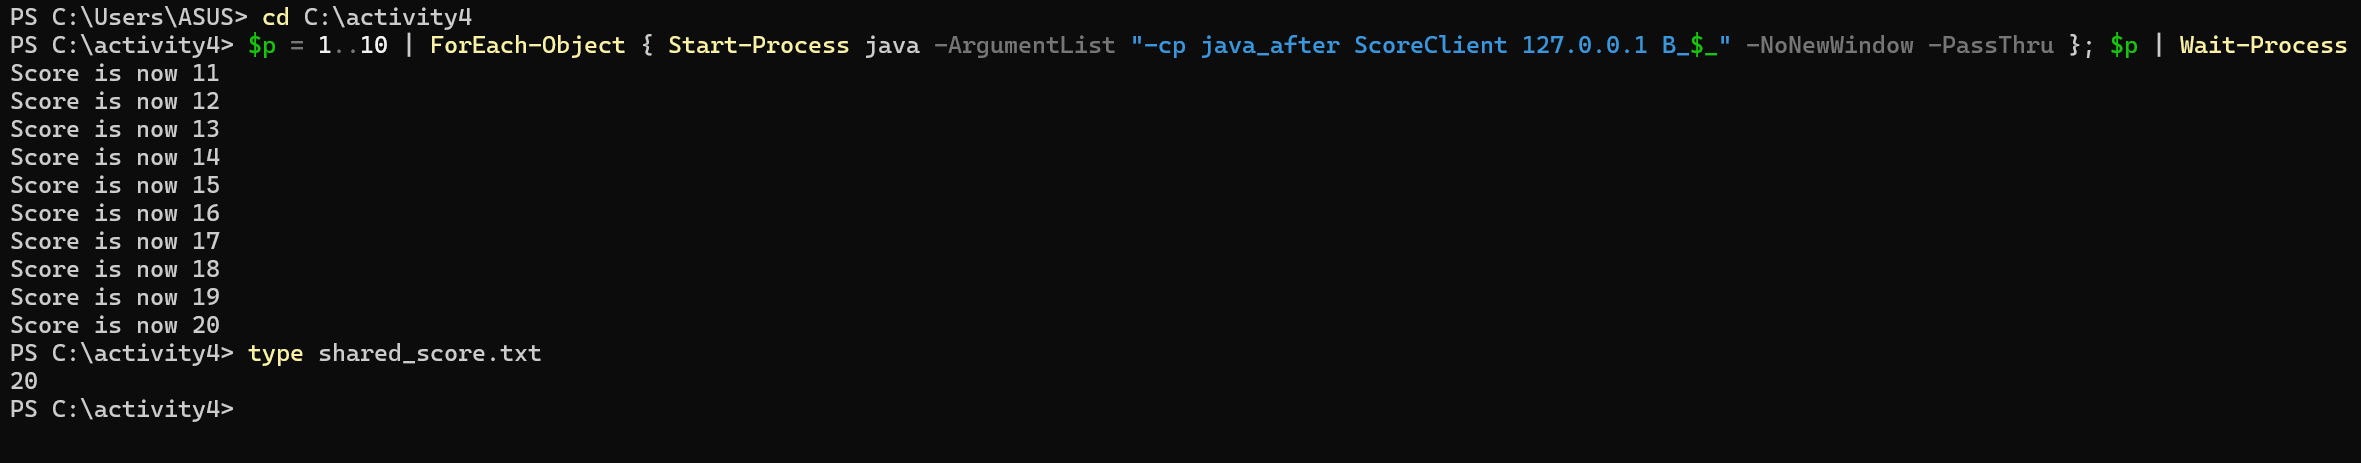 PS C:\Users\ASUS> cd C:\activity4
PS C:\activity4> $p = 1..10 | ForEach-Object { Start-Process java -ArgumentList "-cp java_after ScoreClient 127.0.0.1 B_$_" -NoNewWindow -PassThru }; $p | Wait-Process
Score is now 11
Score is now 12
Score is now 13
Score is now 14
Score is now 15
Score is now 16
Score is now 17
Score is now 18
Score is now 19
Score is now 20
PS C:\activity4> type shared_score.txt
20
PS C:\activity4>